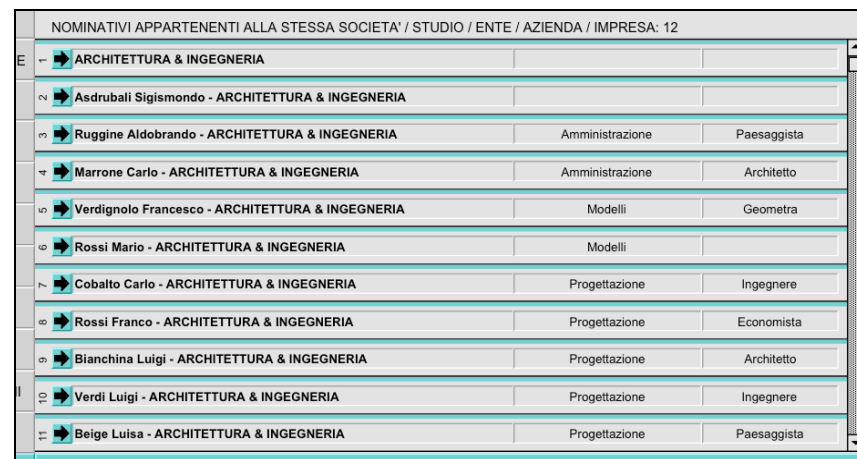 NOMINATIVI APPARTENENTI ALLA STESSA SOCIETA' / STUDIO / ENTE / AZIENDA / IMPRESA: 12
E 1 ARCHITETTURA & INGEGNERIA
2 Asdrubali Sigismondo - ARCHITETTURA & INGEGNERIA
3 Ruggine Aldobrando - ARCHITETTURA & INGEGNERIA Amministrazione Paesaggista
4 Marrone Carlo - ARCHITETTURA & INGEGNERIA Amministrazione Architetto
5 Verdignolo Francesco - ARCHITETTURA & INGEGNERIA Modelli Geometra
6 Rossi Mario - ARCHITETTURA & INGEGNERIA Modelli
7 Cobalto Carlo - ARCHITETTURA & INGEGNERIA Progettazione Ingegnere
8 Rossi Franco - ARCHITETTURA & INGEGNERIA Progettazione Economista
9 Bianchina Luigi - ARCHITETTURA & INGEGNERIA Progettazione Architetto
10 Verdi Luigi - ARCHITETTURA & INGEGNERIA Progettazione Ingegnere
11 Beige Luisa - ARCHITETTURA & INGEGNERIA Progettazione Paesaggista